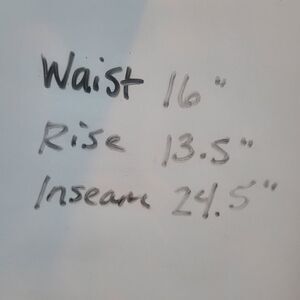 Waist 16"
Rise 13.5"
Inseam 24.5"